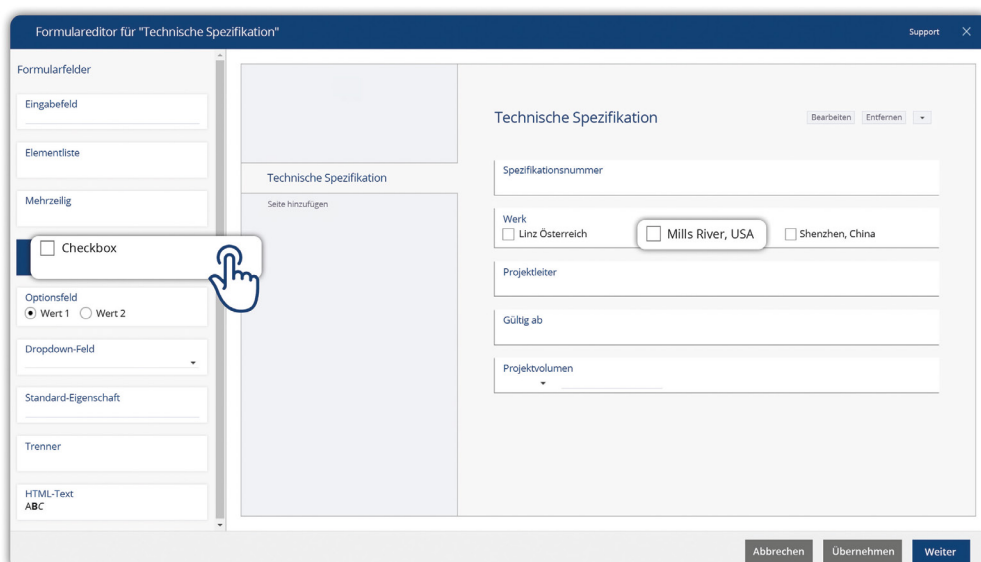 Formulareditor für "Technische Spezifikation"
Support
Formularfelder
Eingabefeld
Elementliste
Mehrzeilig
Checkbox
Optionsfeld
Wert 1 Wert 2
Dropdown-Feld
Standard-Eigenschaft
Trenner
HTML-Text
ABC
Technische Spezifikation
Seite hinzufügen
Technische Spezifikation
Bearbeiten Entfernen
Spezifikationsnummer
Werk
Linz Österreich Mills River, USA Shenzhen, China
Projektleiter
Gültig ab
Projektvolumen
Abbrechen Übernehmen Weiter